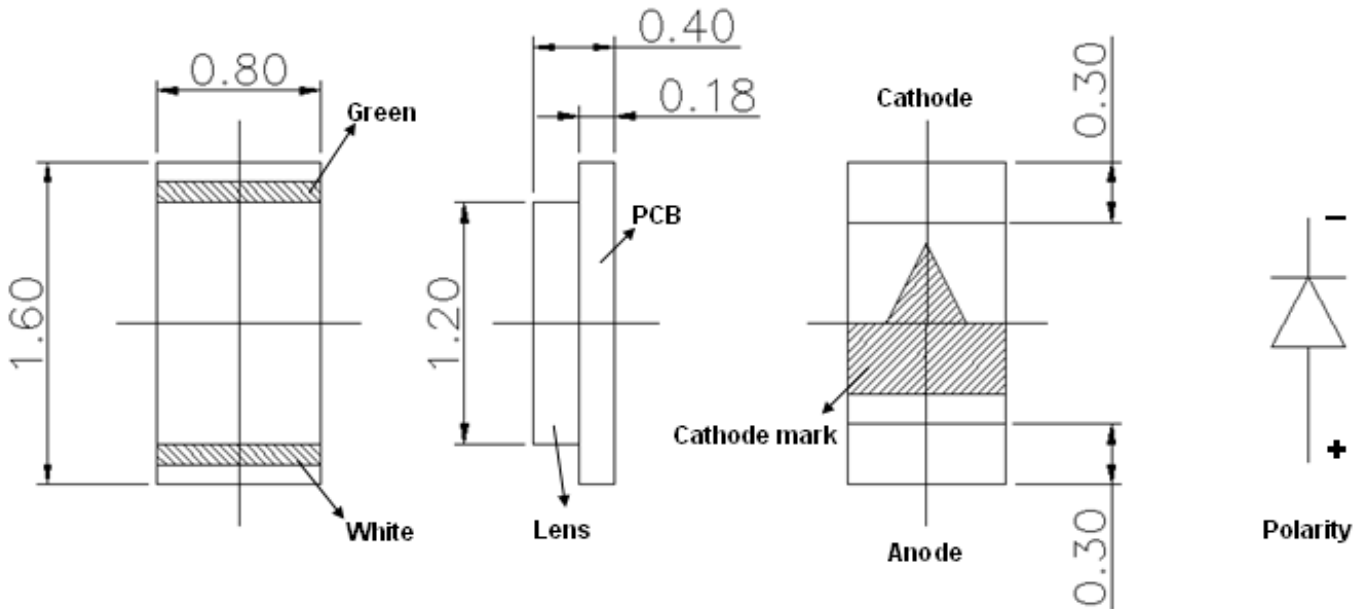 0.80
Green
1.60
White
0.40
0.18
PCB
1.20
Lens
Cathode
0.30
Cathode mark
Anode
0.30
-
+
Polarity